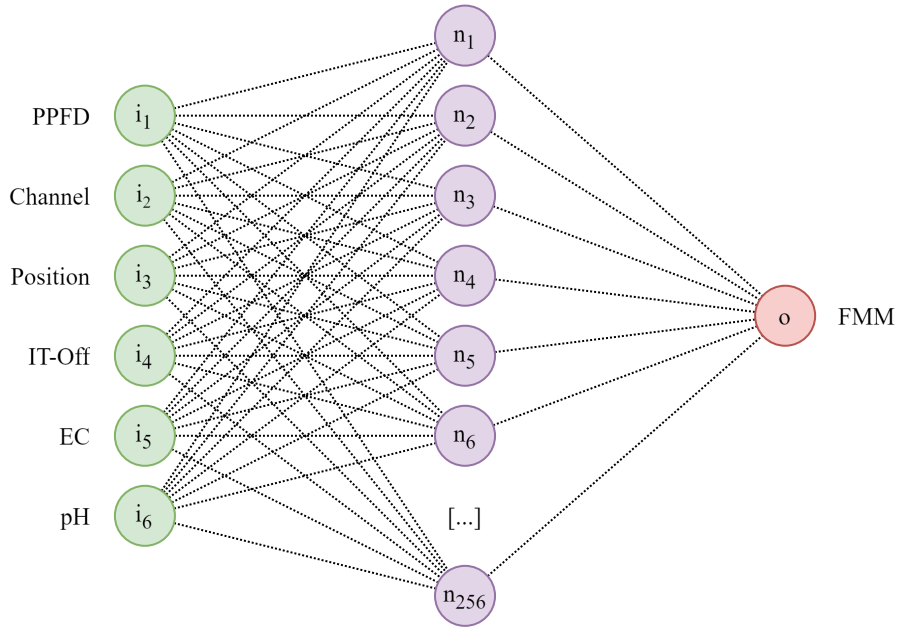 n1
PPFD i1 n2
Channel i2 n3
Position i3 n4
o FMM
IT-Off i4 n5
EC i5 n6
pH i6 [...]
n256